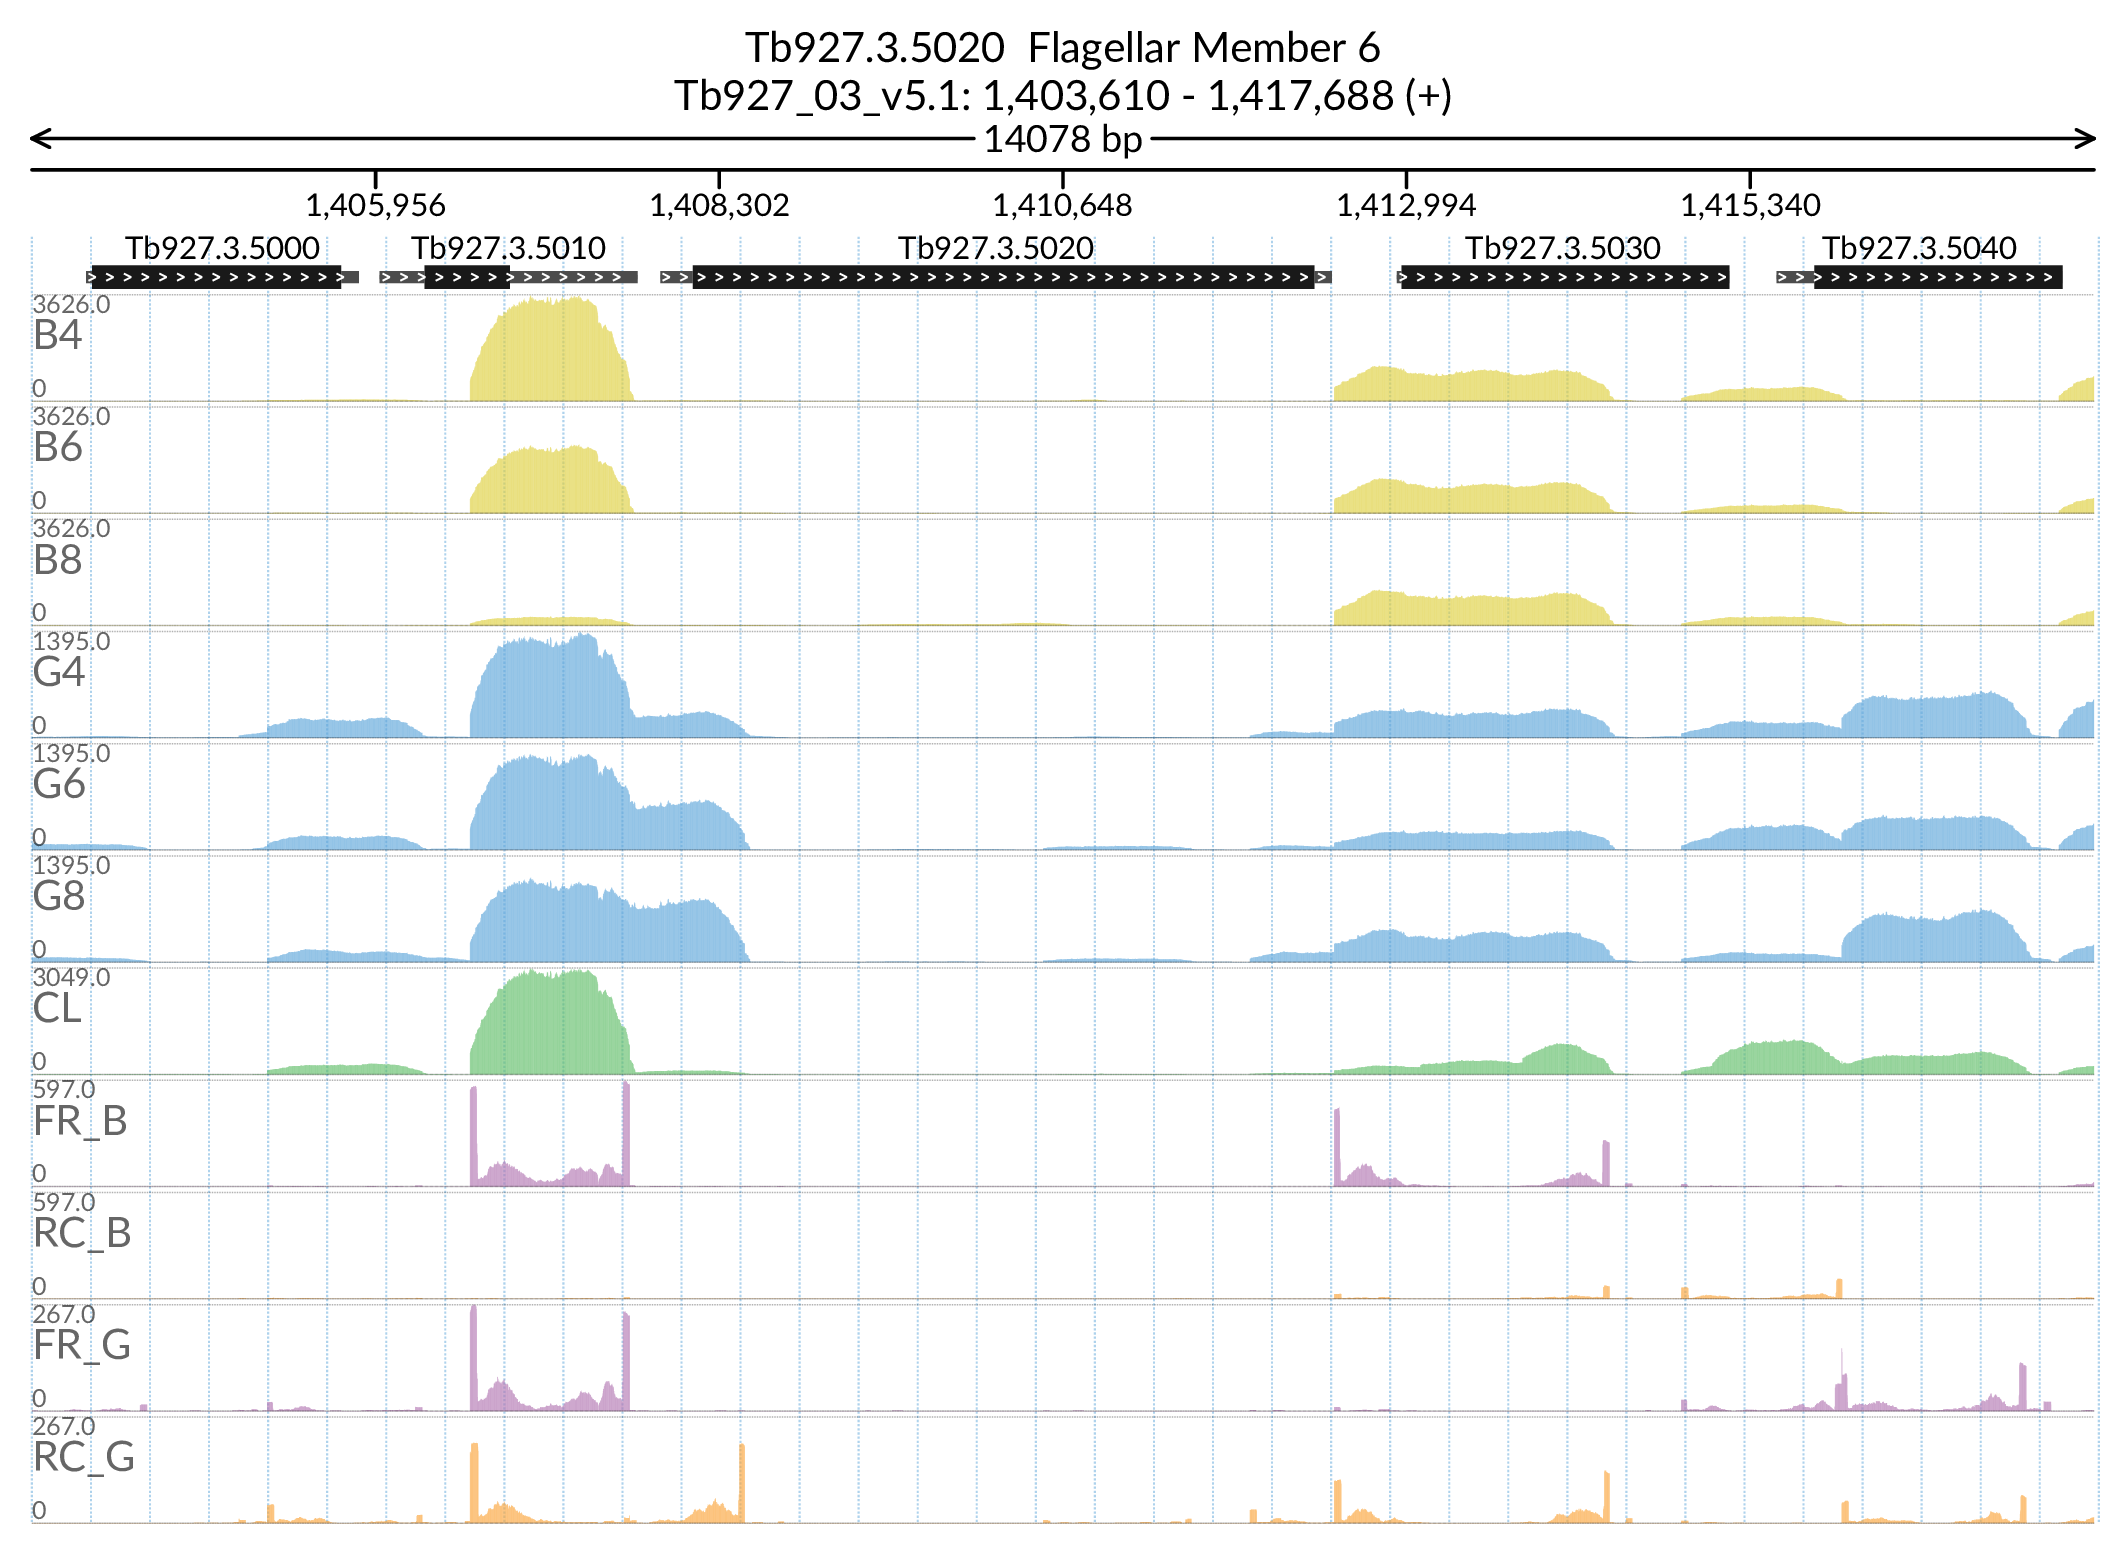 Tb927.3.5020 Flagellar Member 6
Tb927_03_v5.1: 1,403,610 - 1,417,688 (+)
14078 bp
1,405,956 1,408,302 1,410,648 1,412,994 1,415,340
Tb927.3.5000 Tb927.3.5010 Tb927.3.5020 Tb927.3.5030 Tb927.3.5040
3626.0
B4
0
3626.0
B6
0
3626.0
B8
0
1395.0
G4
0
1395.0
G6
0
1395.0
G8
0
3049.0
CL
0
597.0
FR_B
0
597.0
RC_B
0
267.0
FR_G
0
267.0
RC_G
0